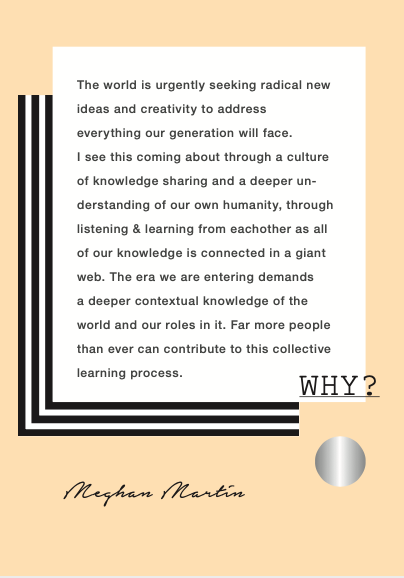 The world is urgently seeking radical new
ideas and creativity to address
everything our generation will face.
I see this coming about through a culture
of knowledge sharing and a deeper un-
derstanding of our own humanity, through
listening & learning from eachother as all
of our knowledge is connected in a giant
web. The era we are entering demands
a deeper contextual knowledge of the
world and our roles in it. Far more people
than ever can contribute to this collective
learning process.
WHY?
Meghan Martin